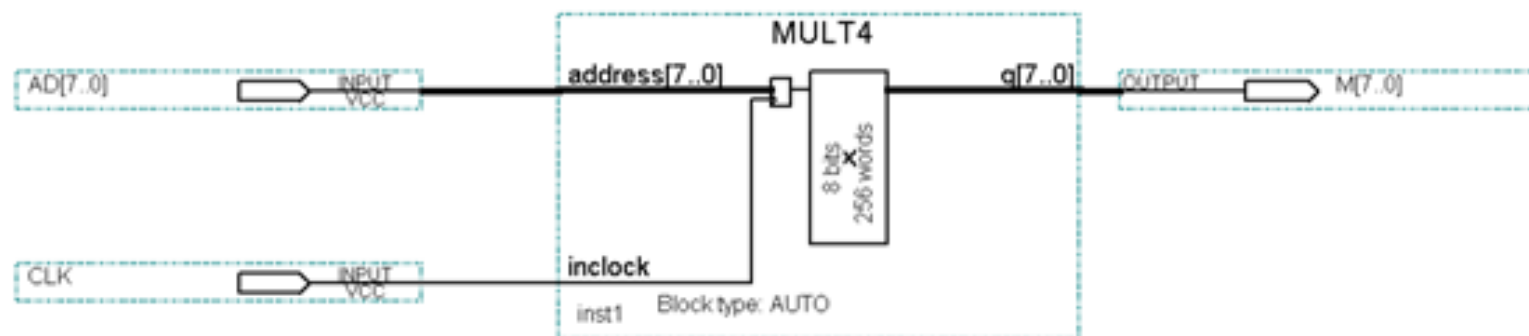 MULT4
AD[7..0]
INPUT
VCC
address[7..0]
q[7..0]
OUTPUT
M[7..0]
8 bits
x
256 words
CLK
INPUT
VCC
inclock
inst1
Block type: AUTO